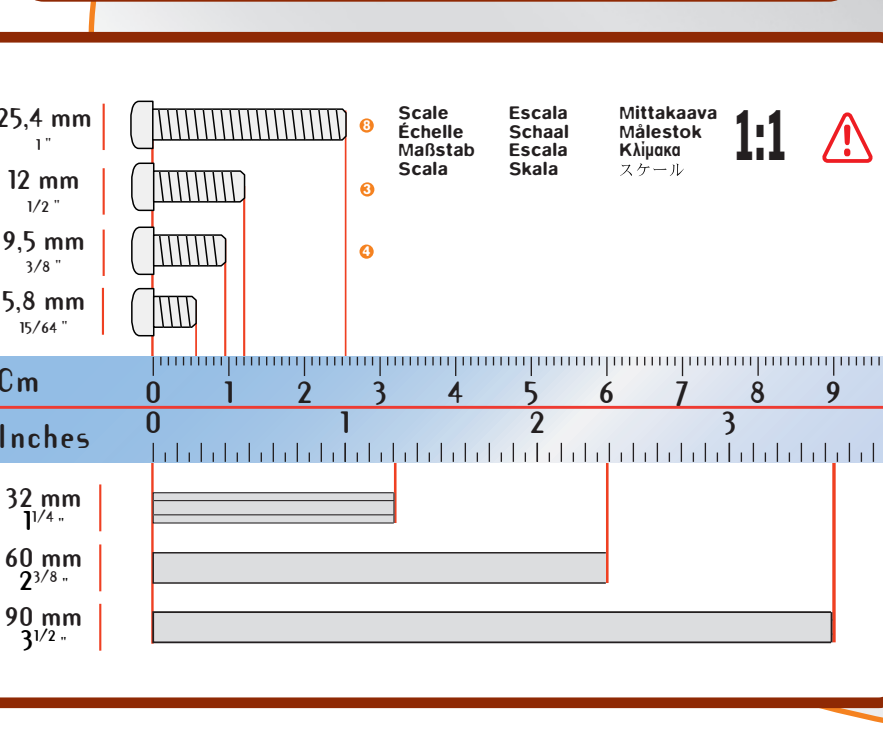 25,4 mm
1"
8
Scale Escala Mittakaava
Échelle Schaal Målestok
Maßstab Escala Κλίμακα
Scala Skala スケール
1:1
12 mm
1/2 "
3
9,5 mm
3/8 "
4
5,8 mm
15/64 "
Cm
0 1 2 3 4 5 6 7 8 9
Inches
0 1 2 3
32 mm
1 1/4 "
60 mm
2 3/8 "
90 mm
3 1/2 "